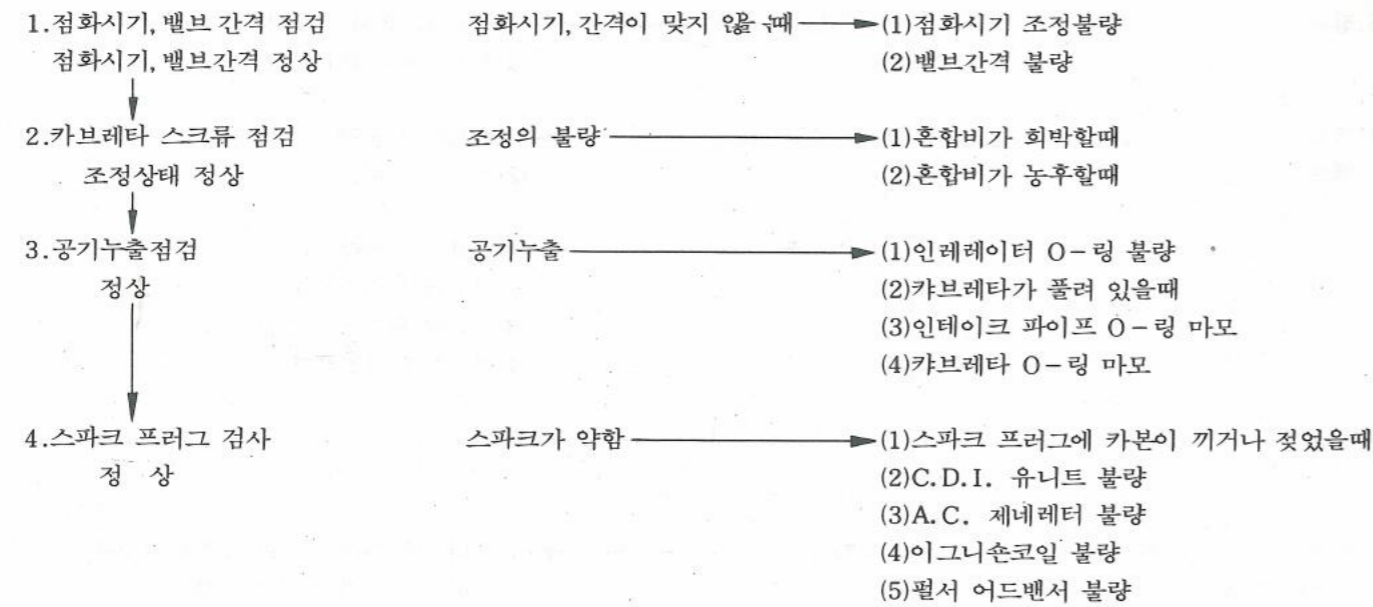 1.점화시기, 밸브 간격 점검 점화시기, 간격이 맞지 않을 때 (1)점화시기 조정불량
점화시기, 밸브간격 정상 (2)밸브간격 불량
2.카브레타 스크류 점검 조정의 불량 (1)혼합비가 희박할때
조정상태 정상 (2)혼합비가 농후할때
3.공기누출점검 공기누출 (1)인레레이터 O-링 불량
정상 (2)캬브레타가 풀려 있을때
(3)인테이크 파이프 O-링 마모
(4)캬브레타 O-링 마모
4.스파크 프러그 검사 스파크가 약함 (1)스파크 프러그에 카본이 끼거나 젖었을때
정 상 (2)C.D.I. 유니트 불량
(3)A.C. 제네레터 불량
(4)이그니숀코일 불량
(5)펄서 어드밴서 불량